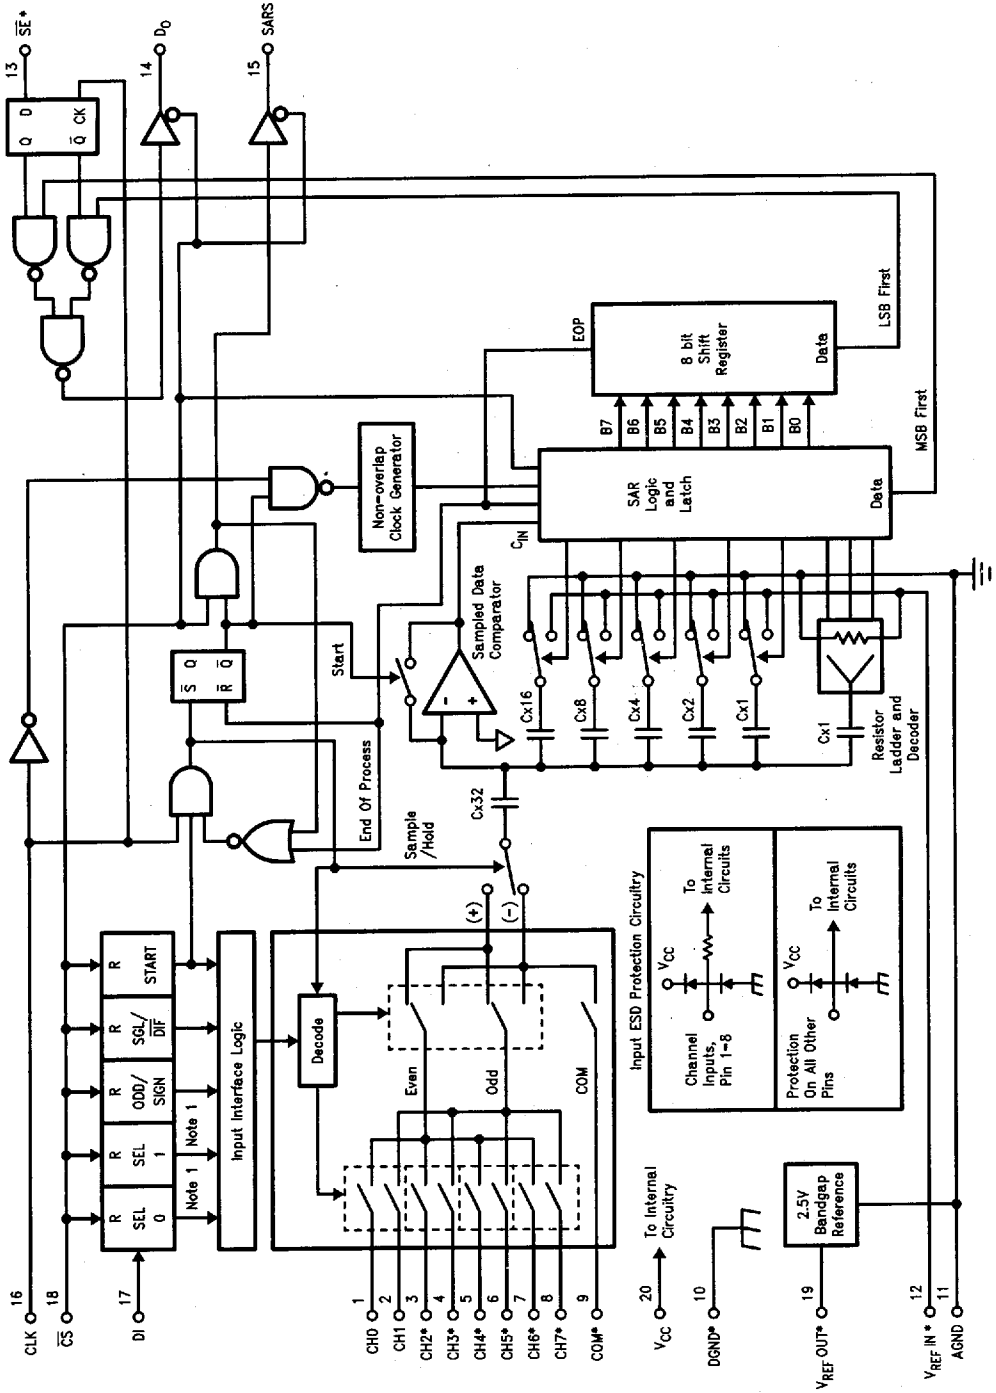 CLK 16
CS 18
DI 17
R R R R R
SEL 0
SEL 1
ODD/ SIGN
SGL/ DIF
START
Note 1
Note 1
Input Interface Logic
Decode
Even
Odd
COM
CH0 1
CH1 2
CH2* 3
CH3* 4
CH4* 5
CH5* 6
CH6* 7
CH7* 8
COM* 9
(+)
(-)
Sample
/Hold
End Of Process
S Q
R Q
Start
Sampled Data
Comparator
-
+
Cx32
Cx16
Cx8
Cx4
Cx2
Cx1
Cx1
Resistor
Ladder and
Decoder
CIN
Non-overlap
Clock Generator
SAR
Logic
and
Latch
Data
B7
B6
B5
B4
B3
B2
B1
B0
EOP
8 bit
Shift
Register
Data
LSB First
MSB First
Q D
Q CK
13 SE*
14 DO
15 SARS
VCC 20
To Internal
Circuitry
DGND* 10
VREF OUT* 19
2.5V
Bandgap
Reference
VREF IN* 12
AGND 11
Input ESD Protection Circuitry
Channel
Inputs,
Pin 1-8
VCC
To
Internal
Circuits
Protection
On All Other
Pins
VCC
To
Internal
Circuits